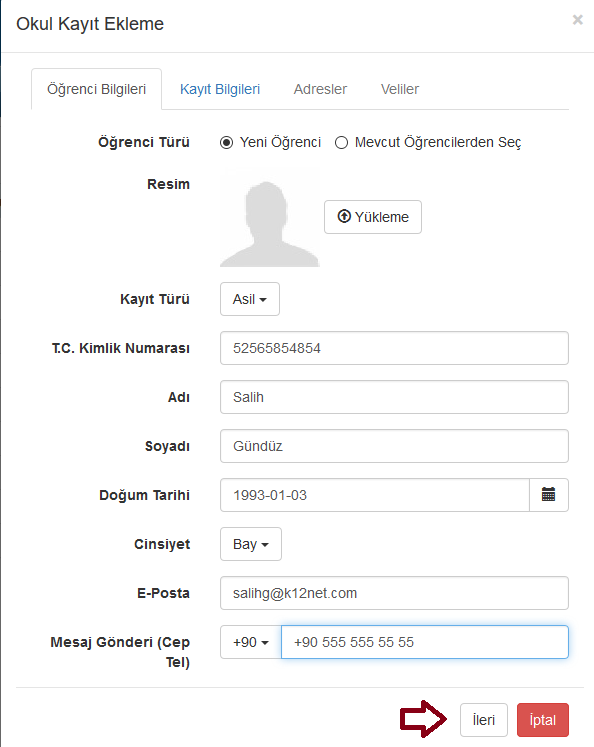 Okul Kayıt Ekleme ×
Öğrenci Bilgileri Kayıt Bilgileri Adresler Veliler
Öğrenci Türü Yeni Öğrenci Mevcut Öğrencilerden Seç
Resim
Yükleme
Kayıt Türü Asil
T.C. Kimlik Numarası 52565854854
Adı Salih
Soyadı Gündüz
Doğum Tarihi 1993-01-03
Cinsiyet Bay
E-Posta salihg@k12net.com
Mesaj Gönderi (Cep Tel) +90 +90 555 555 55 55
İleri İptal